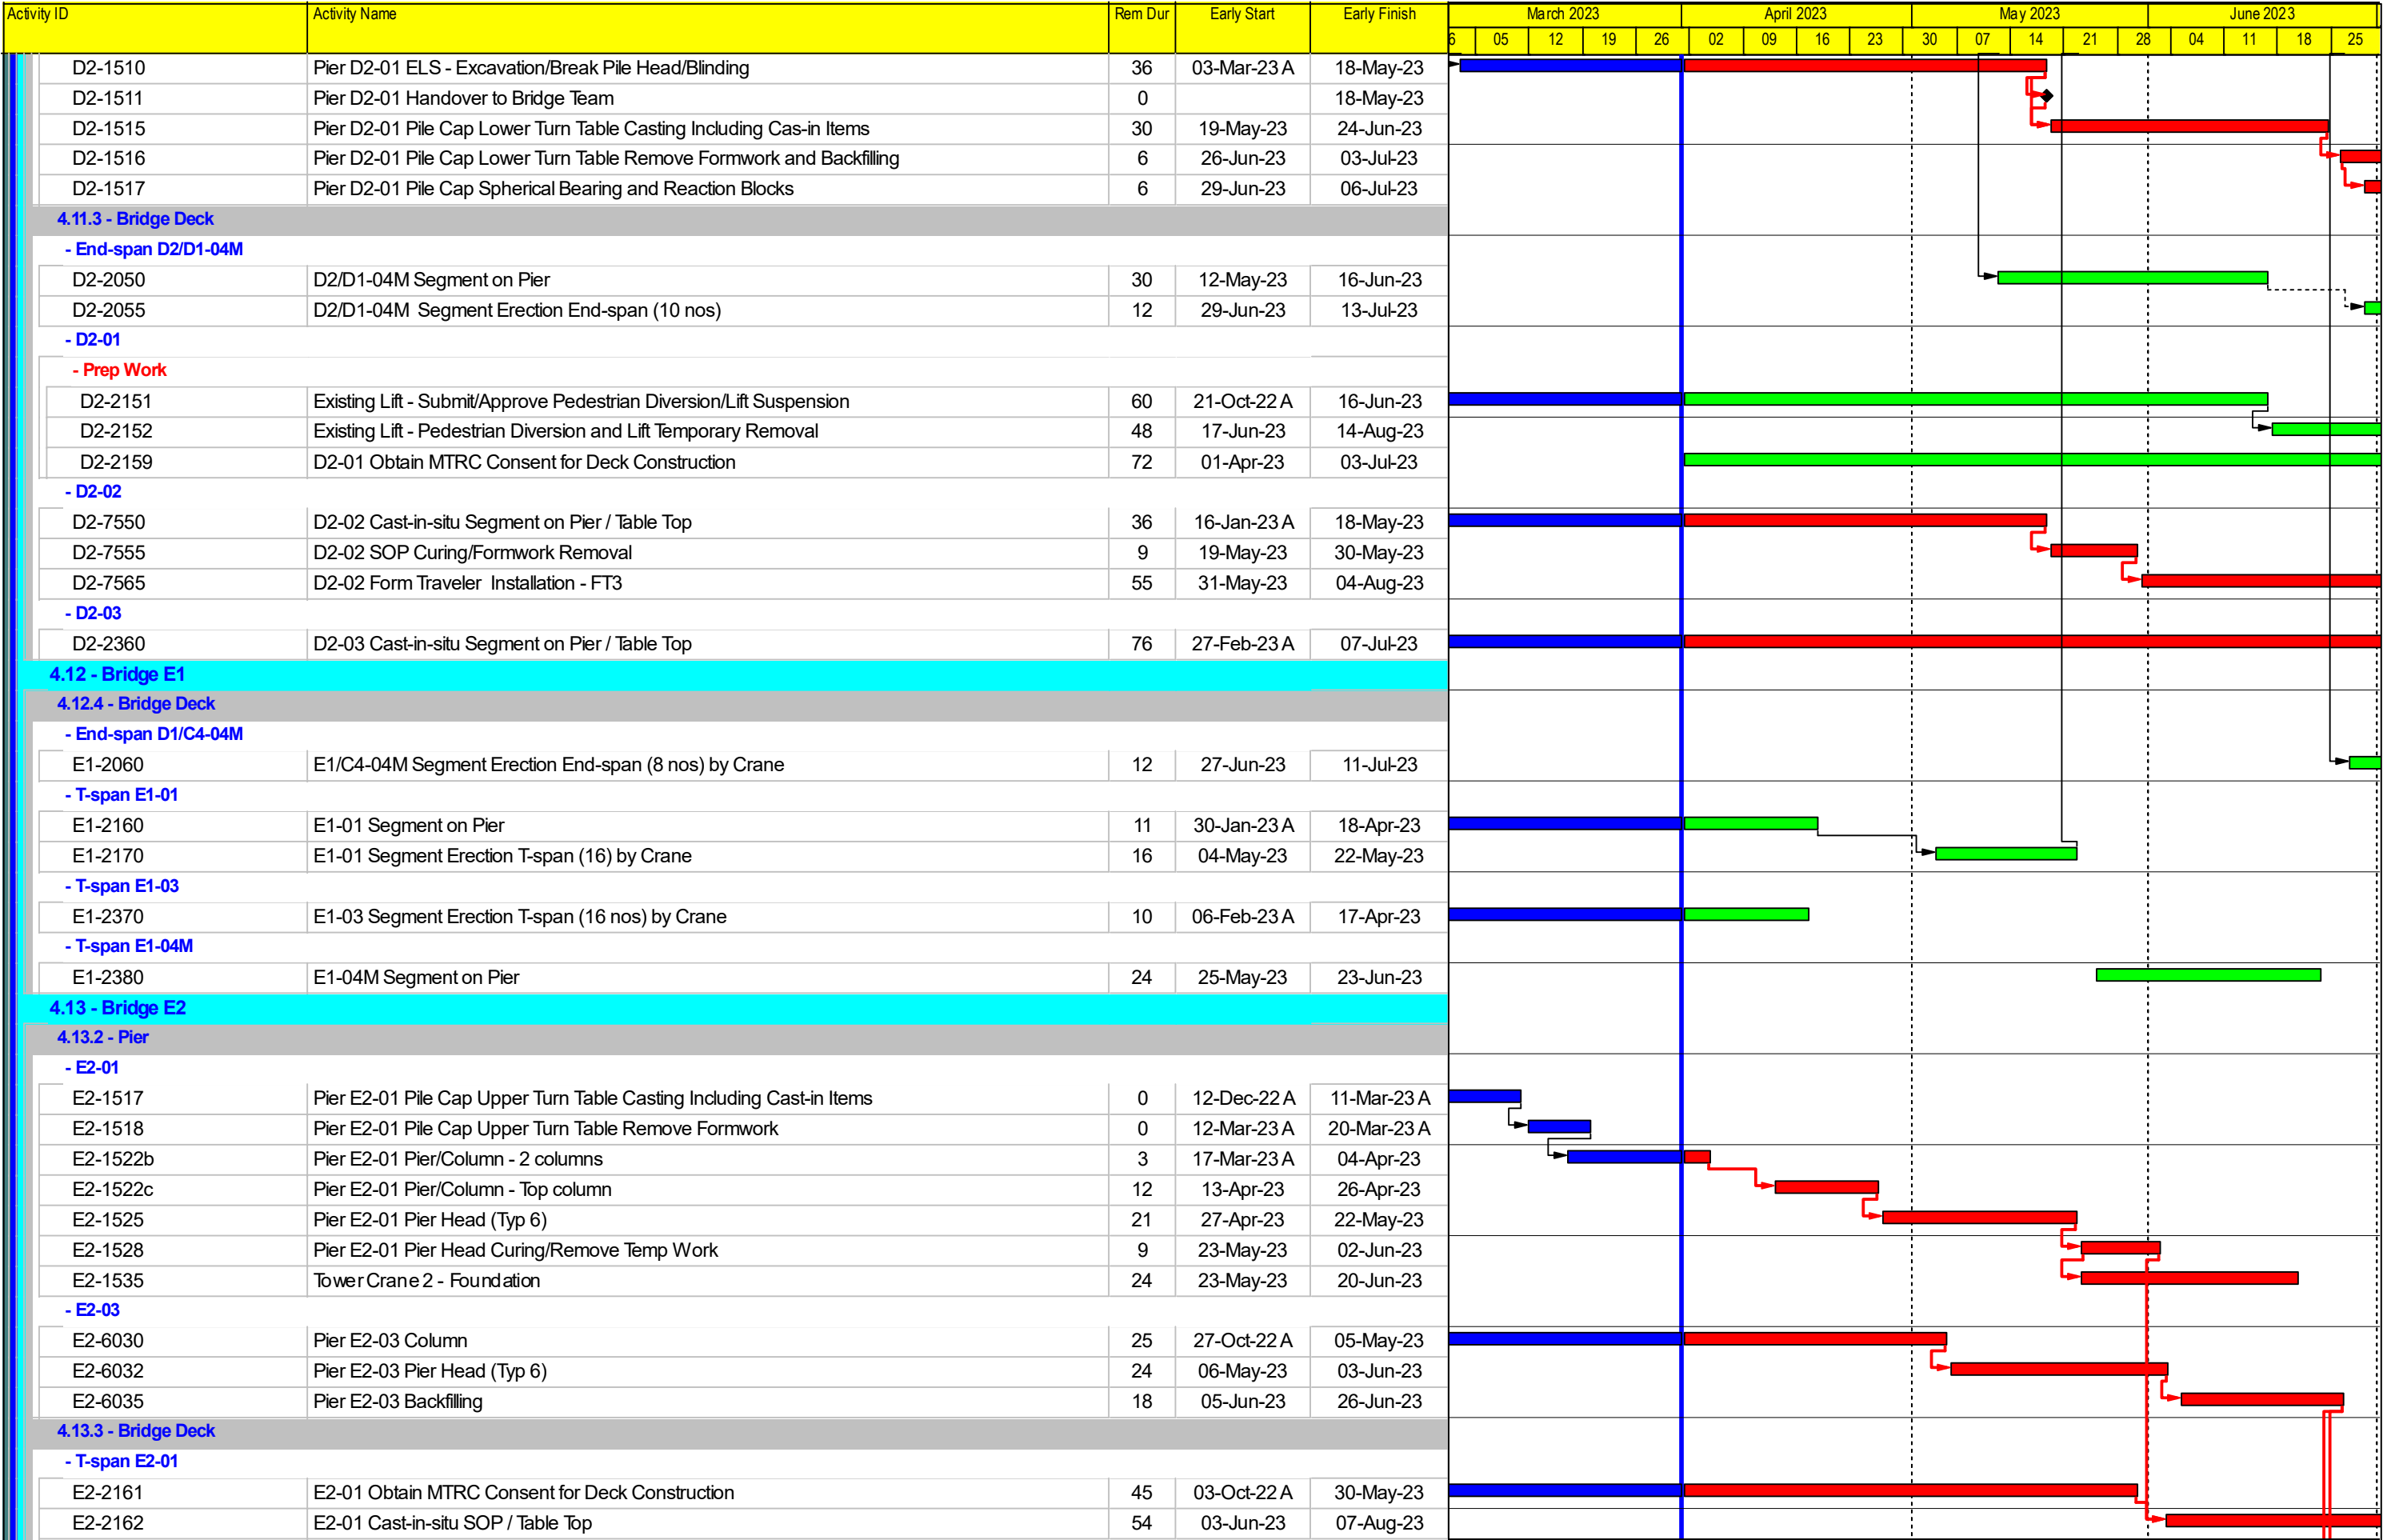 Activity ID Activity Name Rem Dur Early Start Early Finish March 2023 April 2023 May 2023 June 2023
6 05 12 19 26 02 09 16 23 30 07 14 21 28 04 11 18 25
D2-1510 Pier D2-01 ELS - Excavation/Break Pile Head/Blinding 36 03-Mar-23 A 18-May-23
D2-1511 Pier D2-01 Handover to Bridge Team 0 18-May-23
D2-1515 Pier D2-01 Pile Cap Lower Turn Table Casting Including Cas-in Items 30 19-May-23 24-Jun-23
D2-1516 Pier D2-01 Pile Cap Lower Turn Table Remove Formwork and Backfilling 6 26-Jun-23 03-Jul-23
D2-1517 Pier D2-01 Pile Cap Spherical Bearing and Reaction Blocks 6 29-Jun-23 06-Jul-23
4.11.3 - Bridge Deck
- End-span D2/D1-04M
D2-2050 D2/D1-04M Segment on Pier 30 12-May-23 16-Jun-23
D2-2055 D2/D1-04M Segment Erection End-span (10 nos) 12 29-Jun-23 13-Jul-23
- D2-01
- Prep Work
D2-2151 Existing Lift - Submit/Approve Pedestrian Diversion/Lift Suspension 60 21-Oct-22 A 16-Jun-23
D2-2152 Existing Lift - Pedestrian Diversion and Lift Temporary Removal 48 17-Jun-23 14-Aug-23
D2-2159 D2-01 Obtain MTRC Consent for Deck Construction 72 01-Apr-23 03-Jul-23
- D2-02
D2-7550 D2-02 Cast-in-situ Segment on Pier / Table Top 36 16-Jan-23 A 18-May-23
D2-7555 D2-02 SOP Curing/Formwork Removal 9 19-May-23 30-May-23
D2-7565 D2-02 Form Traveler Installation - FT3 55 31-May-23 04-Aug-23
- D2-03
D2-2360 D2-03 Cast-in-situ Segment on Pier / Table Top 76 27-Feb-23 A 07-Jul-23
4.12 - Bridge E1
4.12.4 - Bridge Deck
- End-span D1/C4-04M
E1-2060 E1/C4-04M Segment Erection End-span (8 nos) by Crane 12 27-Jun-23 11-Jul-23
- T-span E1-01
E1-2160 E1-01 Segment on Pier 11 30-Jan-23 A 18-Apr-23
E1-2170 E1-01 Segment Erection T-span (16) by Crane 16 04-May-23 22-May-23
- T-span E1-03
E1-2370 E1-03 Segment Erection T-span (16 nos) by Crane 10 06-Feb-23 A 17-Apr-23
- T-span E1-04M
E1-2380 E1-04M Segment on Pier 24 25-May-23 23-Jun-23
4.13 - Bridge E2
4.13.2 - Pier
- E2-01
E2-1517 Pier E2-01 Pile Cap Upper Turn Table Casting Including Cast-in Items 0 12-Dec-22 A 11-Mar-23 A
E2-1518 Pier E2-01 Pile Cap Upper Turn Table Remove Formwork 0 12-Mar-23 A 20-Mar-23 A
E2-1522b Pier E2-01 Pier/Column - 2 columns 3 17-Mar-23 A 04-Apr-23
E2-1522c Pier E2-01 Pier/Column - Top column 12 13-Apr-23 26-Apr-23
E2-1525 Pier E2-01 Pier Head (Typ 6) 21 27-Apr-23 22-May-23
E2-1528 Pier E2-01 Pier Head Curing/Remove Temp Work 9 23-May-23 02-Jun-23
E2-1535 Tower Crane 2 - Foundation 24 23-May-23 20-Jun-23
- E2-03
E2-6030 Pier E2-03 Column 25 27-Oct-22 A 05-May-23
E2-6032 Pier E2-03 Pier Head (Typ 6) 24 06-May-23 03-Jun-23
E2-6035 Pier E2-03 Backfilling 18 05-Jun-23 26-Jun-23
4.13.3 - Bridge Deck
- T-span E2-01
E2-2161 E2-01 Obtain MTRC Consent for Deck Construction 45 03-Oct-22 A 30-May-23
E2-2162 E2-01 Cast-in-situ SOP / Table Top 54 03-Jun-23 07-Aug-23